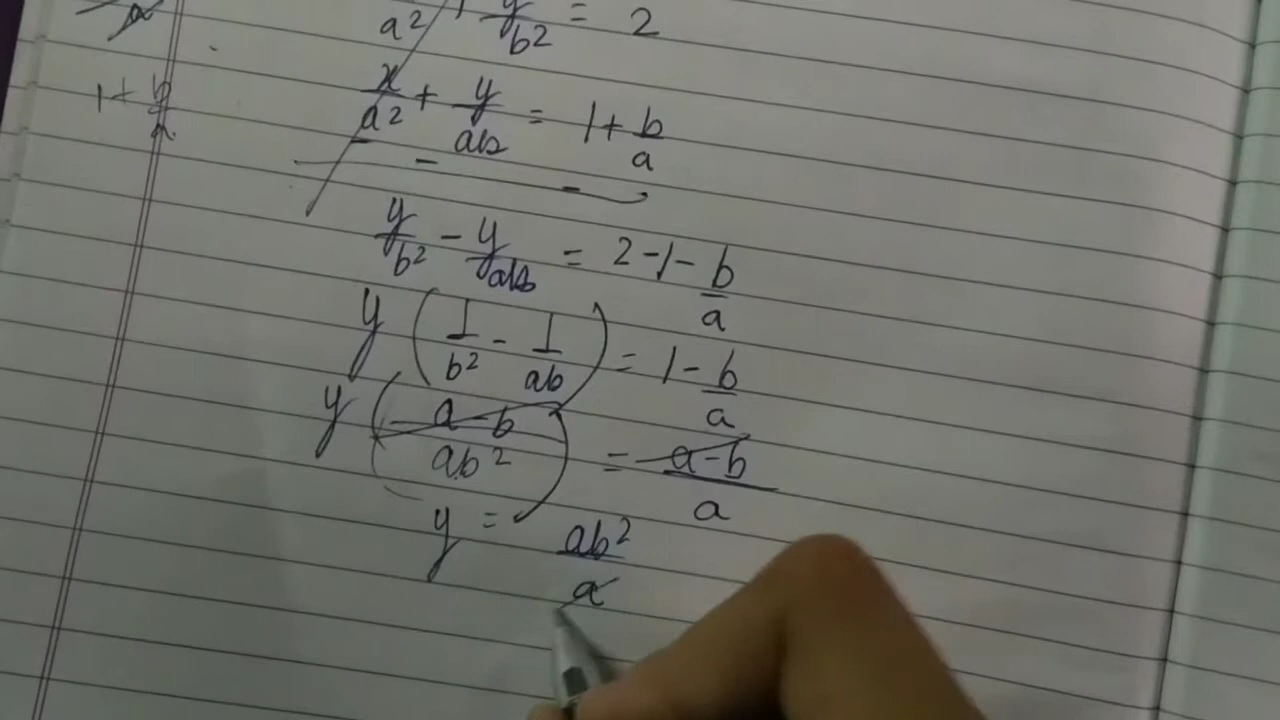 x/a² + y/b² = 2
1 + b/a
x/a² + y/ab = 1 + b/a
- - -
y/b² - y/ab = 2 - 1 - b/a
y (1/b² - 1/ab) = 1 - b/a
y (a - b/ab²) = a - b/a
y = ab²/a